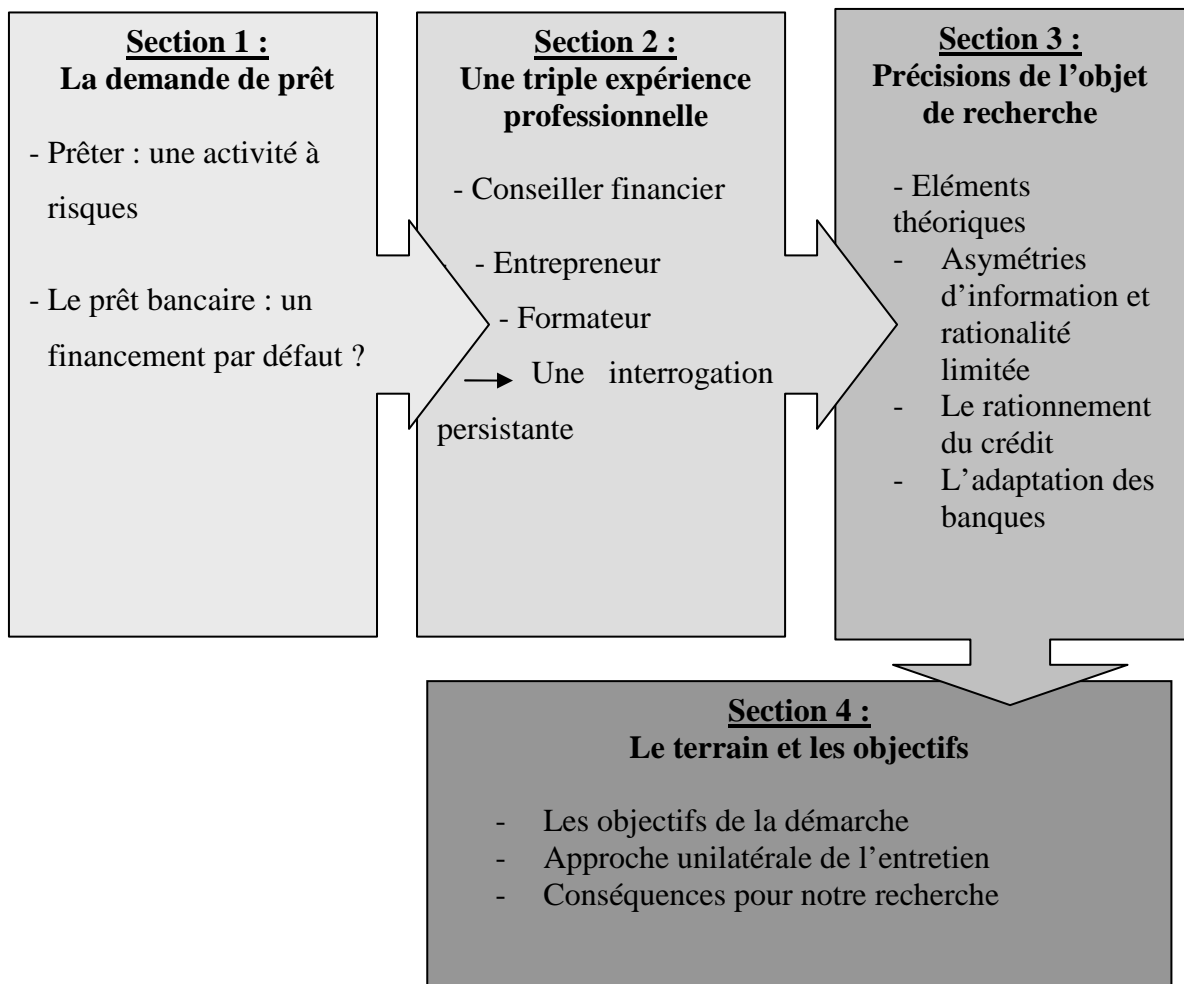 Section 1 :
La demande de prêt
- Prêter : une activité à
risques
- Le prêt bancaire : un
financement par défaut ?
Section 2 :
Une triple expérience
professionnelle
- Conseiller financier
- Entrepreneur
- Formateur
→ Une interrogation
persistante
Section 3 :
Précisions de l’objet
de recherche
- Eléments
théoriques
- Asymétries
d’information et
rationalité
limitée
- Le rationnement
du crédit
- L’adaptation des
banques
Section 4 :
Le terrain et les objectifs
- Les objectifs de la démarche
- Approche unilatérale de l’entretien
- Conséquences pour notre recherche